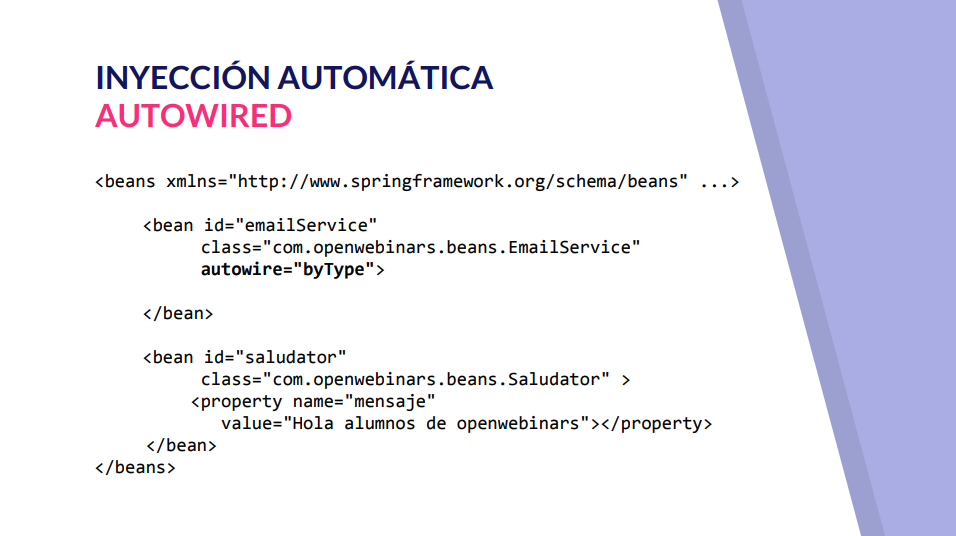 INYECCIÓN AUTOMÁTICA
AUTOWIRED
<beans xmlns="http://www.springframework.org/schema/beans" ...>
<bean id="emailService"
class="com.openwebinars.beans.EmailService"
autowire="byType">
</bean>
<bean id="saludator"
class="com.openwebinars.beans.Saludator" >
<property name="mensaje"
value="Hola alumnos de openwebinars"></property>
</bean>
</beans>